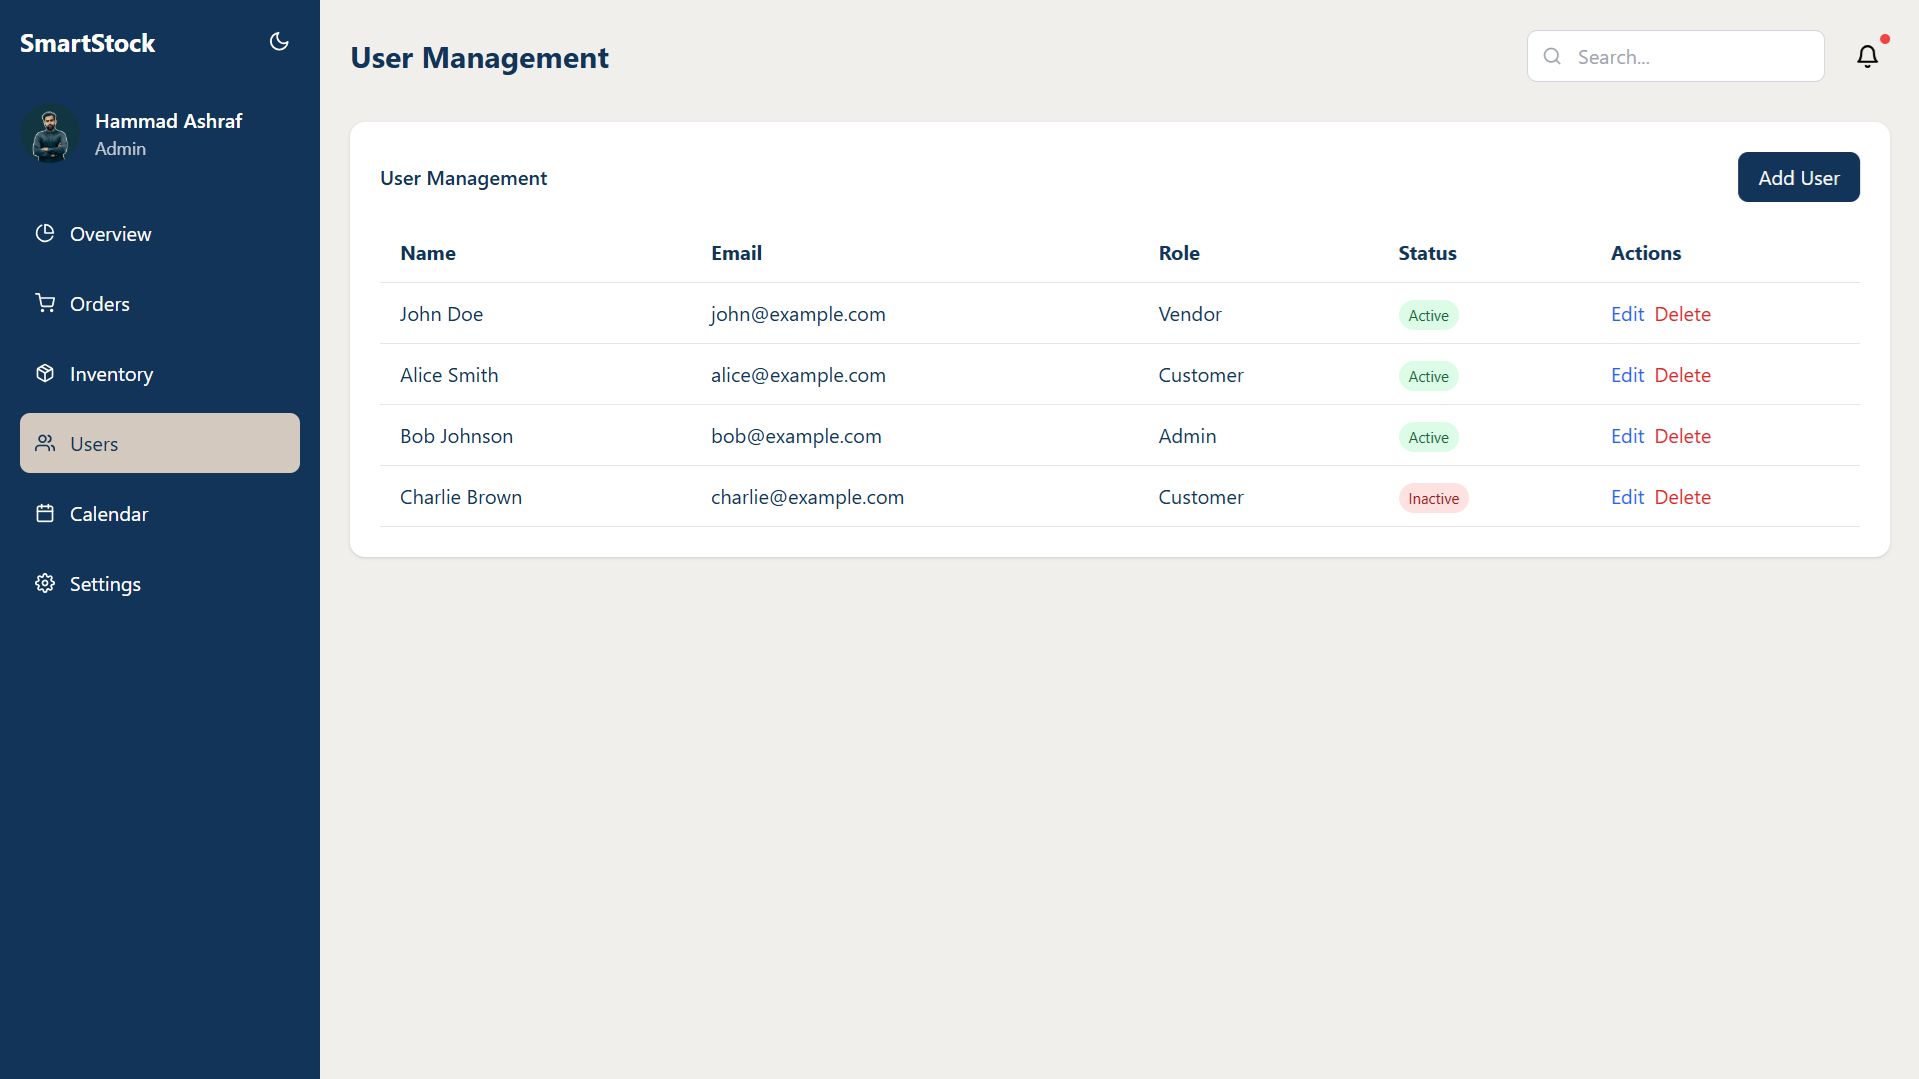 SmartStock
Hammad Ashraf
Admin
Overview
Orders
Inventory
Users
Calendar
Settings
User Management
Search...
User Management
Add User
Name Email Role Status Actions
John Doe john@example.com Vendor Active Edit Delete
Alice Smith alice@example.com Customer Active Edit Delete
Bob Johnson bob@example.com Admin Active Edit Delete
Charlie Brown charlie@example.com Customer Inactive Edit Delete